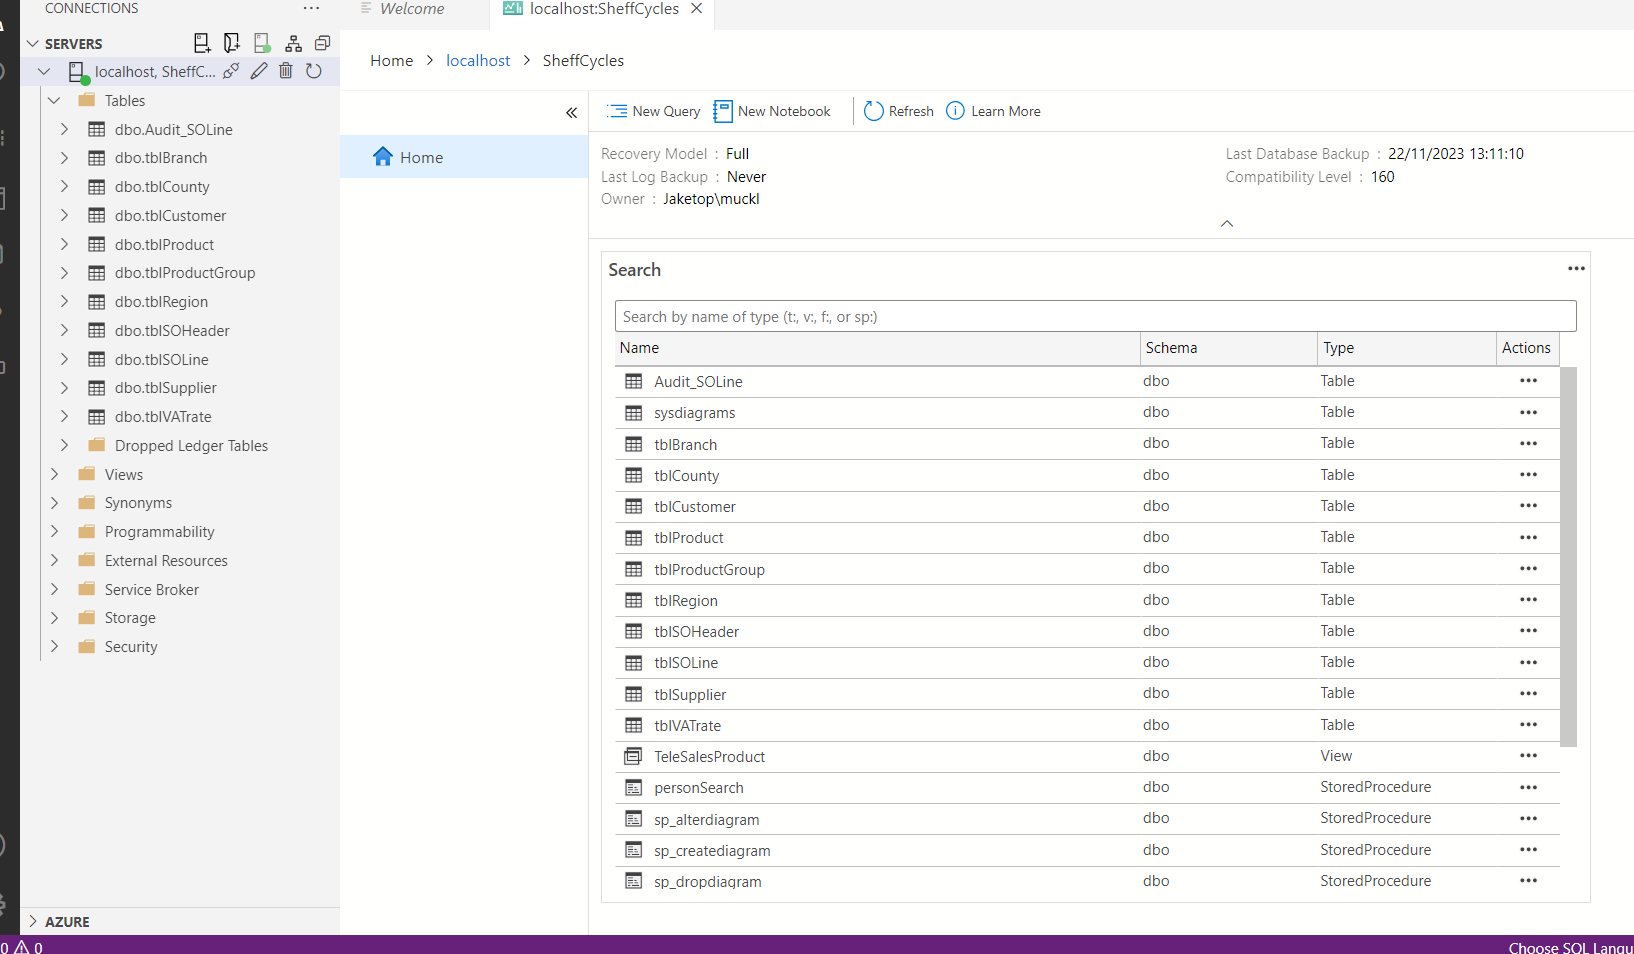 CONNECTIONS
SERVERS
localhost, SheffC...
Tables
dbo.Audit_SOLine
dbo.tblBranch
dbo.tblCounty
dbo.tblCustomer
dbo.tblProduct
dbo.tblProductGroup
dbo.tblRegion
dbo.tblSOHeader
dbo.tblSOLine
dbo.tblSupplier
dbo.tblVATrate
Dropped Ledger Tables
Views
Synonyms
Programmability
External Resources
Service Broker
Storage
Security
AZURE
Welcome
localhost:SheffCycles
Home > localhost > SheffCycles
Home
New Query New Notebook Refresh Learn More
Recovery Model : Full
Last Log Backup : Never
Owner : Jaketop\muckl
Last Database Backup : 22/11/2023 13:11:10
Compatibility Level : 160
Search
Search by name of type (t:, v:, f:, or sp:)
Name Schema Type Actions
Audit_SOLine dbo Table
sysdiagrams dbo Table
tblBranch dbo Table
tblCounty dbo Table
tblCustomer dbo Table
tblProduct dbo Table
tblProductGroup dbo Table
tblRegion dbo Table
tblSOHeader dbo Table
tblSOLine dbo Table
tblSupplier dbo Table
tblVATrate dbo Table
TeleSalesProduct dbo View
personSearch dbo StoredProcedure
sp_alterdiagram dbo StoredProcedure
sp_creatediagram dbo StoredProcedure
sp_dropdiagram dbo StoredProcedure
0 0
Choose SQL Langu